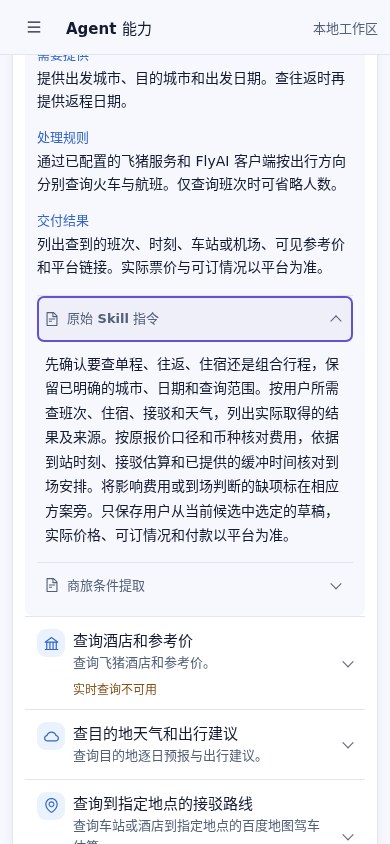 Agent 能力
本地工作区
需要提供
提供出发城市、目的城市和出发日期。查往返时再
提供返程日期。
处理规则
通过已配置的飞猪服务和 FlyAI 客户端按出行方向
分别查询火车与航班。仅查询班次时可省略人数。
交付结果
列出查到的班次、时刻、车站或机场、可见参考价
和平台链接。实际票价与可订情况以平台为准。
原始 Skill 指令
先确认要查单程、往返、住宿还是组合行程，保
留已明确的城市、日期和查询范围。按用户所需
查班次、住宿、接驳和天气，列出实际取得的结
果及来源。按原报价口径和币种核对费用，依据
到站时刻、接驳估算和已提供的缓冲时间核对到
场安排。将影响费用或到场判断的缺项标在相应
方案旁。只保存用户从当前候选中选定的草稿，
实际价格、可订情况和付款以平台为准。
商旅条件提取
查询酒店和参考价
查询飞猪酒店和参考价。
实时查询不可用
查目的地天气和出行建议
查询目的地逐日预报与出行建议。
查询到指定地点的接驳路线
查询车站或酒店到指定地点的百度地图驾车